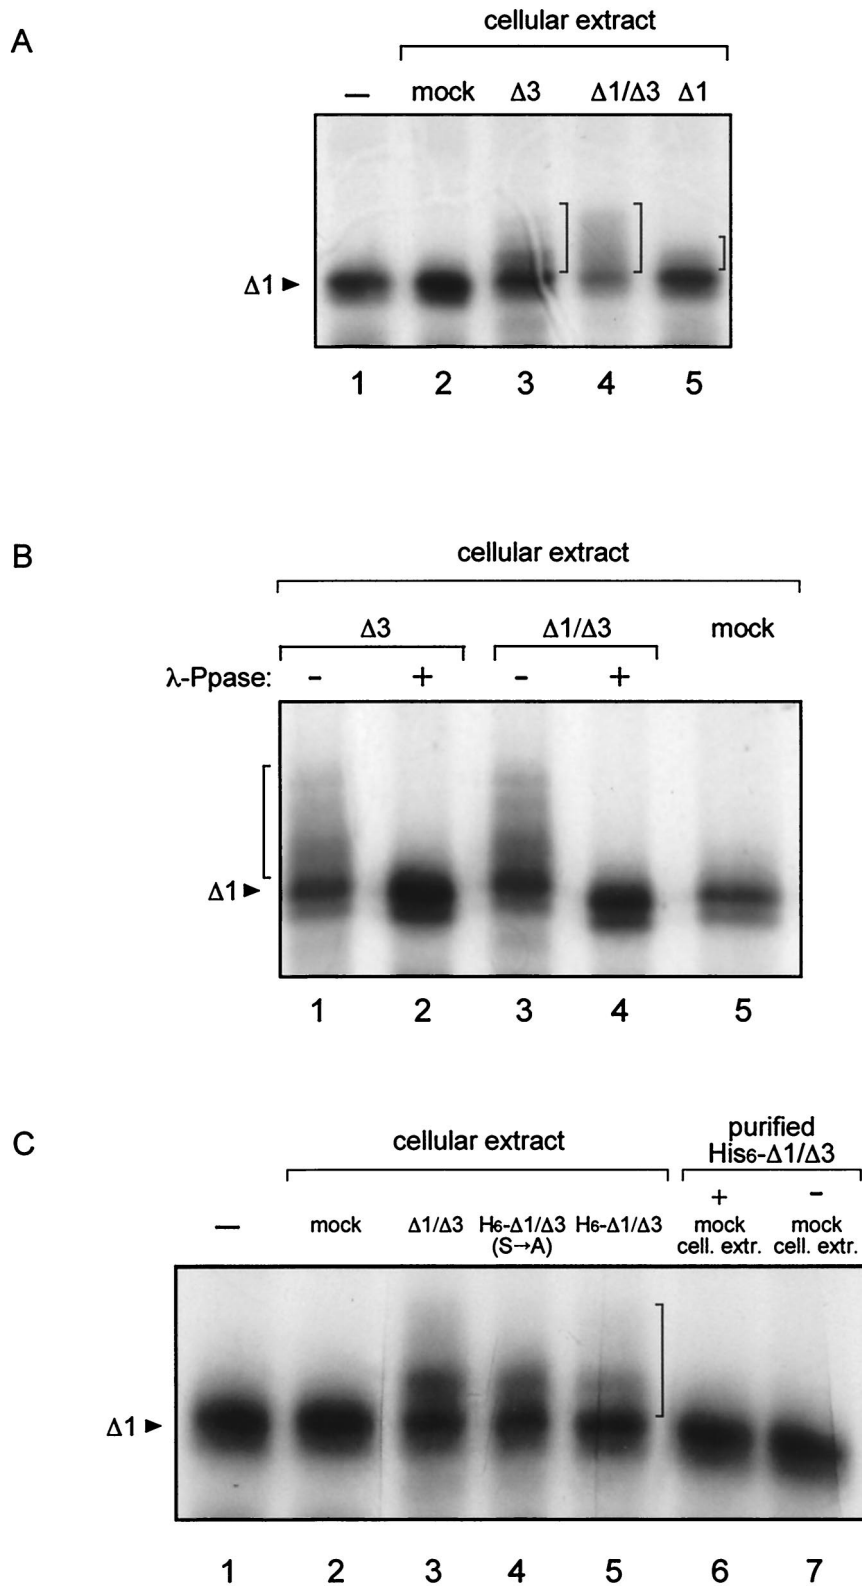 A
cellular extract
— mock Δ3 Δ1/Δ3 Δ1
Δ1 ►
1 2 3 4 5
B
cellular extract
Δ3 Δ1/Δ3 mock
λ-Ppase: - + - +
Δ1 ►
1 2 3 4 5
C
cellular extract
purified
His6-Δ1/Δ3
+ -
— mock Δ1/Δ3 H6-Δ1/Δ3 H6-Δ1/Δ3 mock mock
(S→A) cell. extr. cell. extr.
Δ1 ►
1 2 3 4 5 6 7